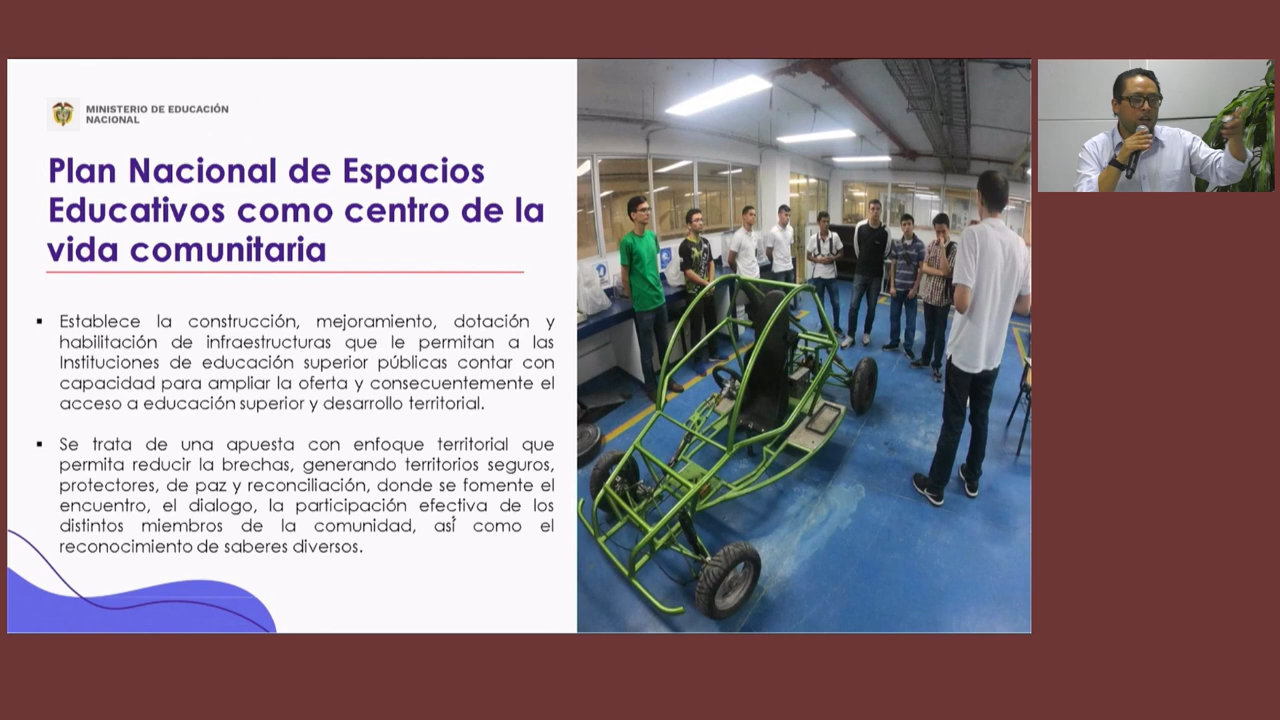 MINISTERIO DE EDUCACIÓN
NACIONAL
Plan Nacional de Espacios
Educativos como centro de la
vida comunitaria
▪ Establece la construcción, mejoramiento, dotación y
habilitación de infraestructuras que le permitan a las
Instituciones de educación superior públicas contar con
capacidad para ampliar la oferta y consecuentemente el
acceso a educación superior y desarrollo territorial.
▪ Se trata de una apuesta con enfoque territorial que
permita reducir la brechas, generando territorios seguros,
protectores, de paz y reconciliación, donde se fomente el
encuentro, el dialogo, la participación efectiva de los
distintos miembros de la comunidad, así como el
reconocimiento de saberes diversos.